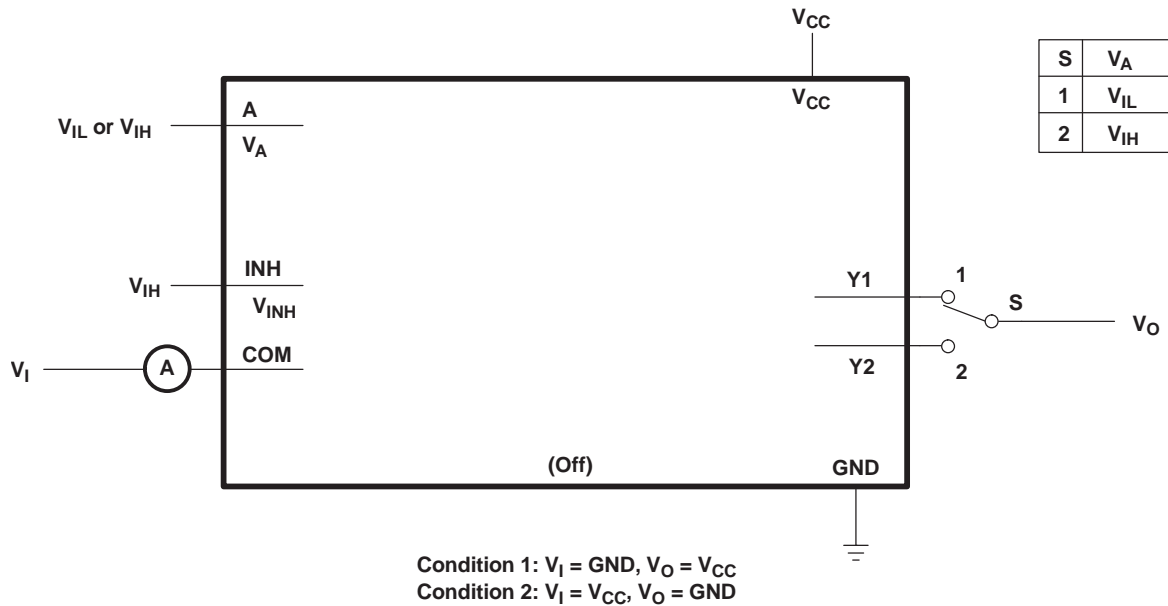 VCC
S VA
1 VIL
2 VIH
VCC
A
VIL or VIH
VA
INH
VIH
VINH
Y1
1
S
VO
COM
A
VI
Y2
2
(Off)
GND
Condition 1: VI = GND, VO = VCC
Condition 2: VI = VCC, VO = GND